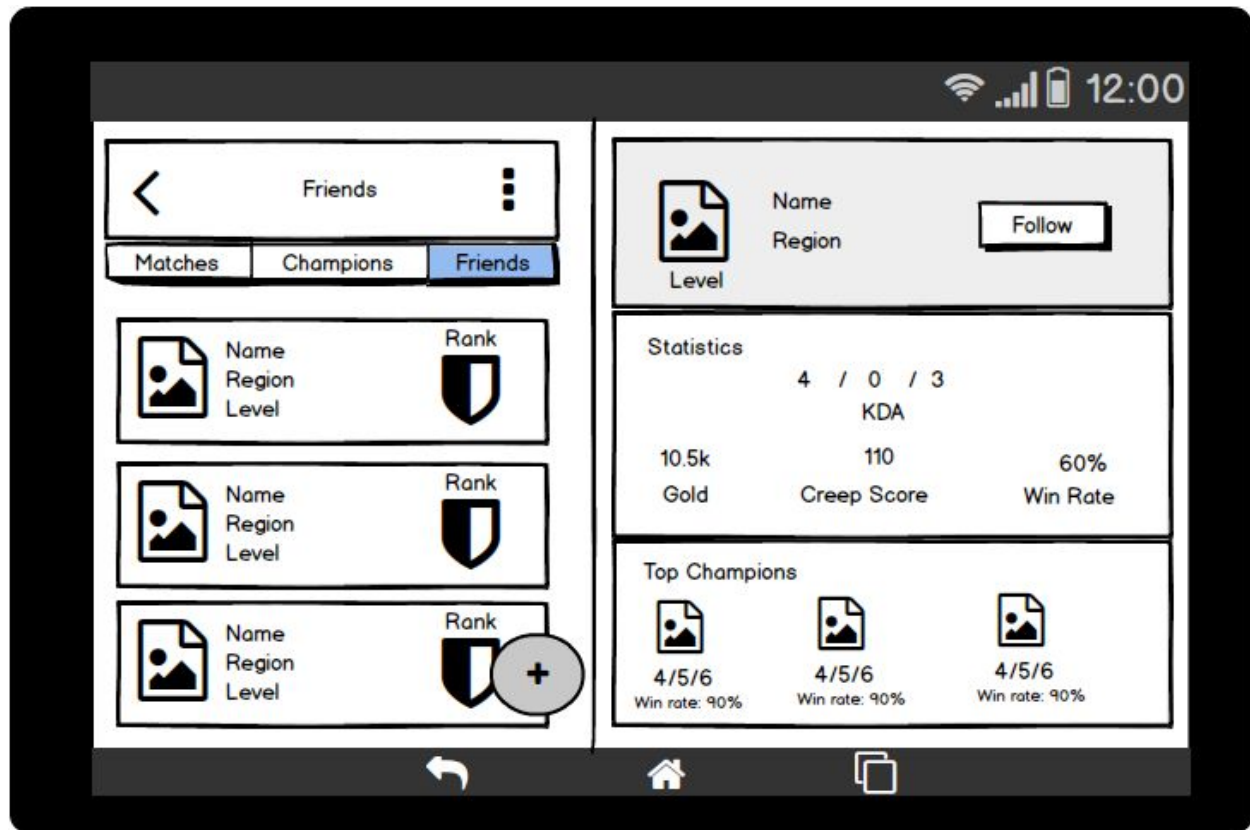 12:00
Friends
Matches Champions Friends
Name
Region
Level
Rank
Name
Region
Level
Rank
Name
Region
Level
Rank
+
Name
Region
Level
Follow
Statistics
4 / 0 / 3
KDA
10.5k
Gold
110
Creep Score
60%
Win Rate
Top Champions
4/5/6
Win rate: 90%
4/5/6
Win rate: 90%
4/5/6
Win rate: 90%